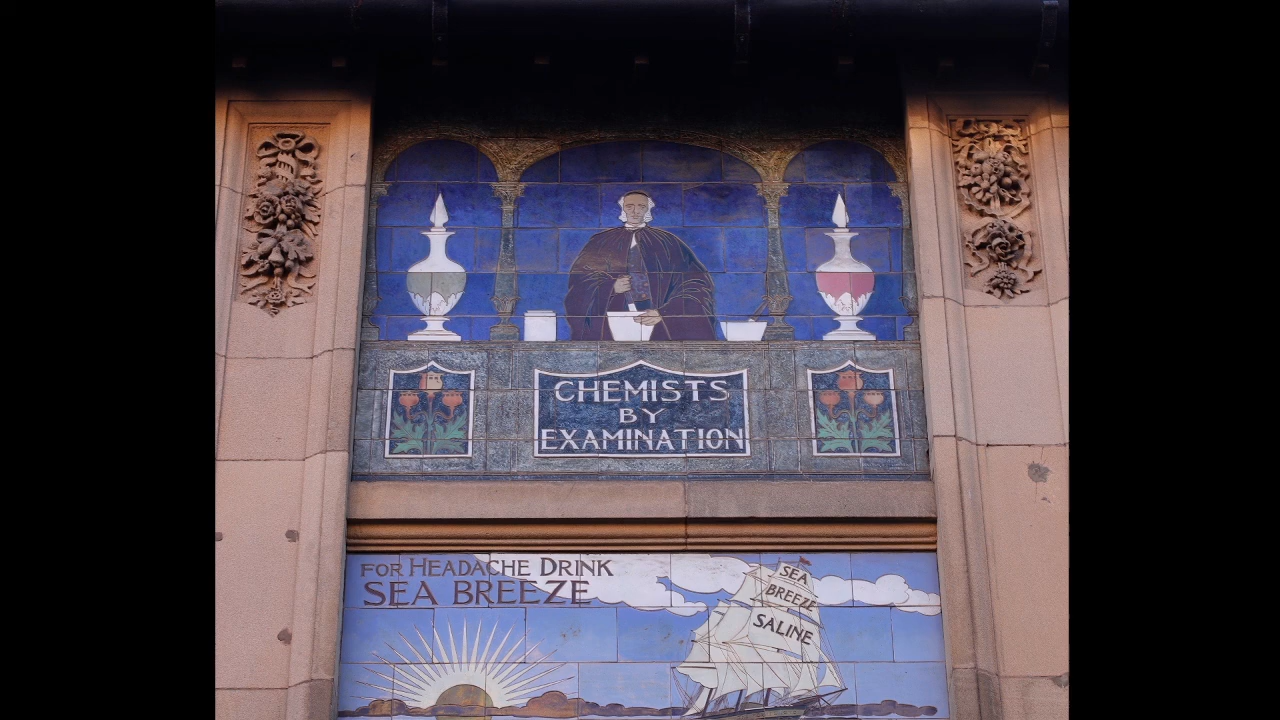 CHEMISTS
BY
EXAMINATION
FOR HEADACHE DRINK
SEA BREEZE
SEA
BREEZE
SALINE